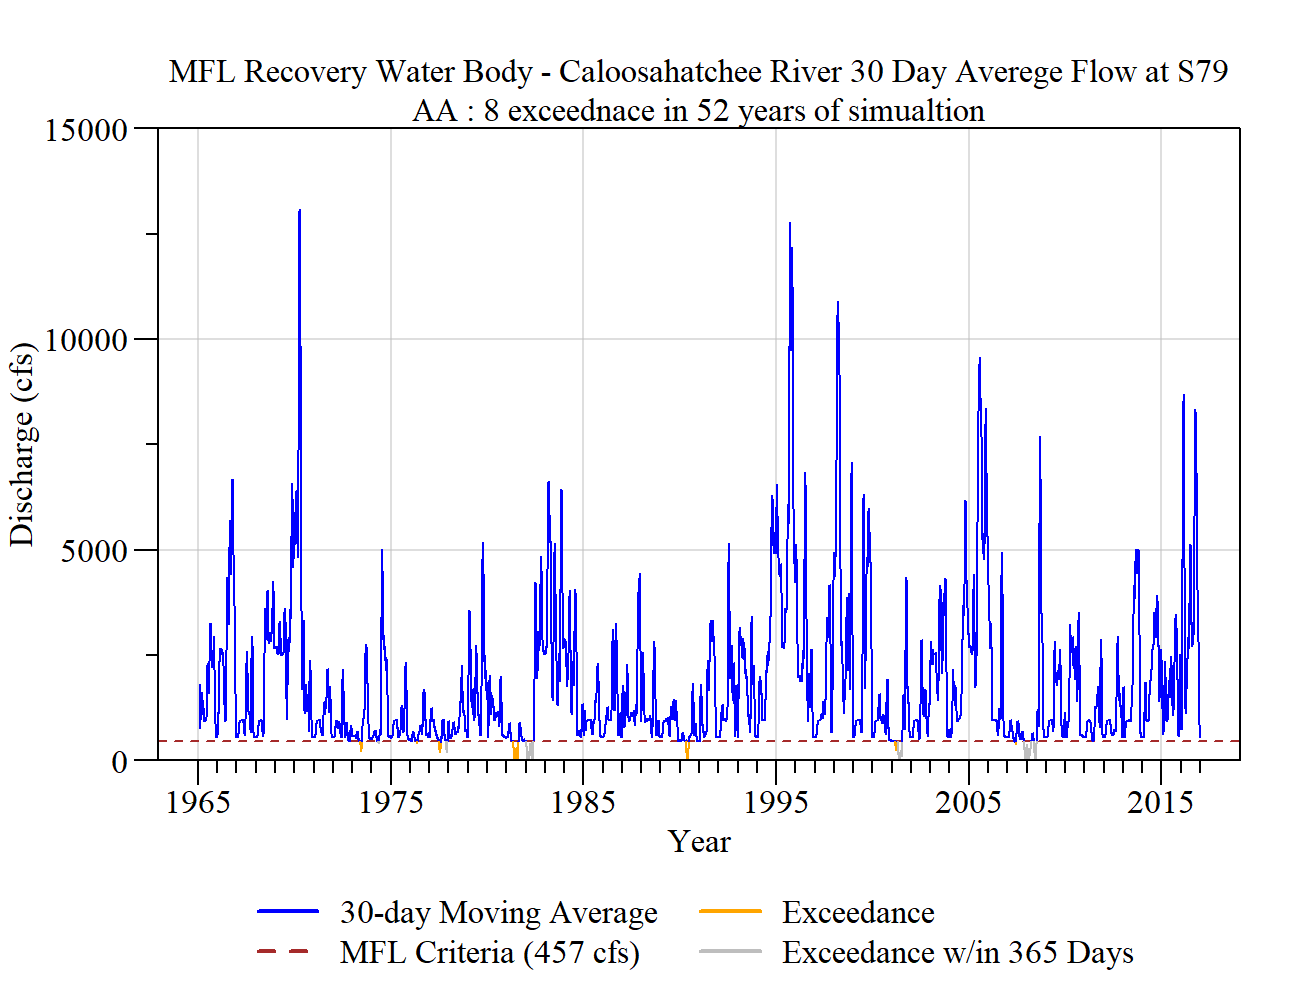 MFL Recovery Water Body - Caloosahatchee River 30 Day Averege Flow at S79
AA : 8 exceednace in 52 years of simualtion
15000
10000
5000
0
Discharge (cfs)
1965 1975 1985 1995 2005 2015
Year
30-day Moving Average Exceedance
MFL Criteria (457 cfs) Exceedance w/in 365 Days